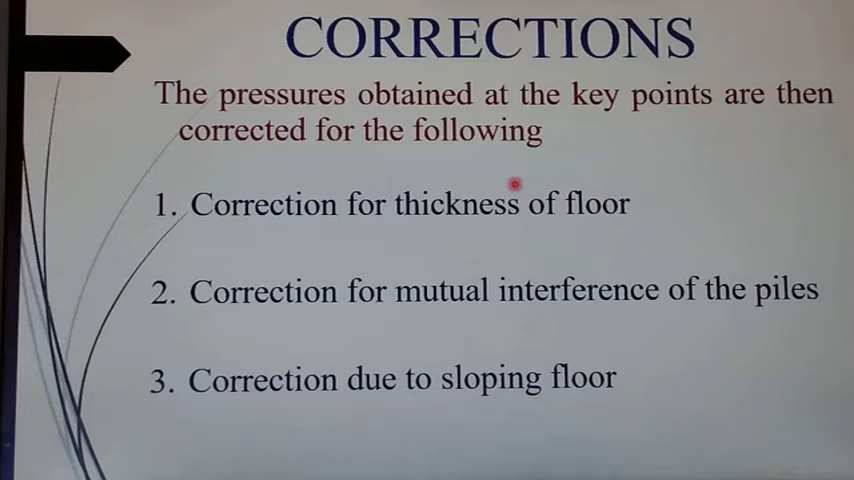 CORRECTIONS
The pressures obtained at the key points are then
corrected for the following
1. Correction for thickness of floor
2. Correction for mutual interference of the piles
3. Correction due to sloping floor